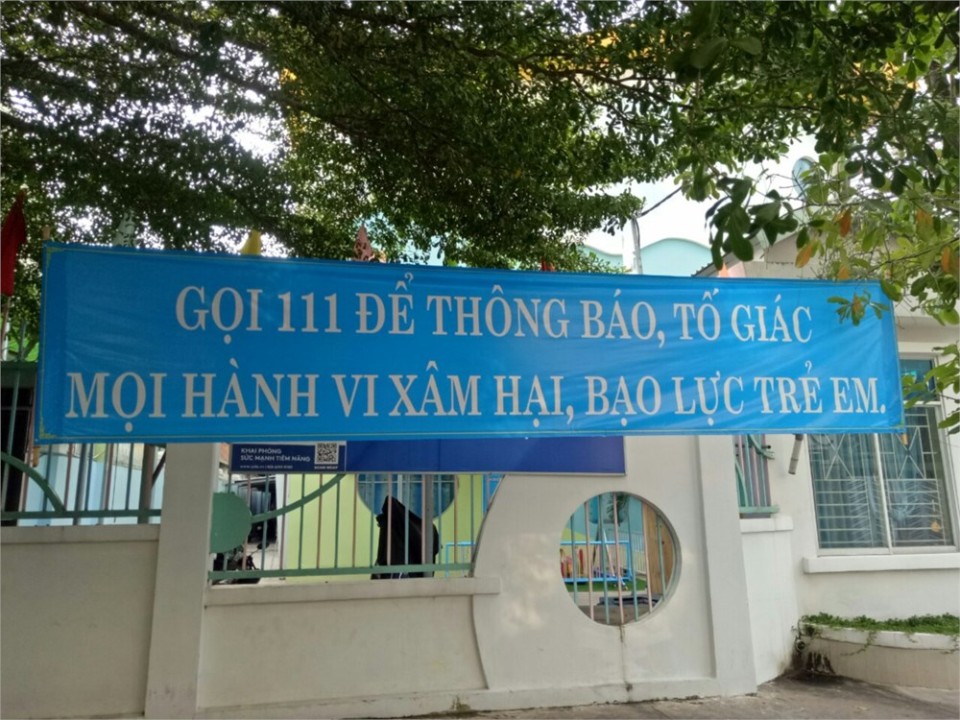 GỌI 111 ĐỂ THÔNG BÁO, TỐ GIÁC
MỌI HÀNH VI XÂM HẠI, BẠO LỰC TRẺ EM.
KHAI PHÓNG
SỨC MẠNH TIỀM NĂNG